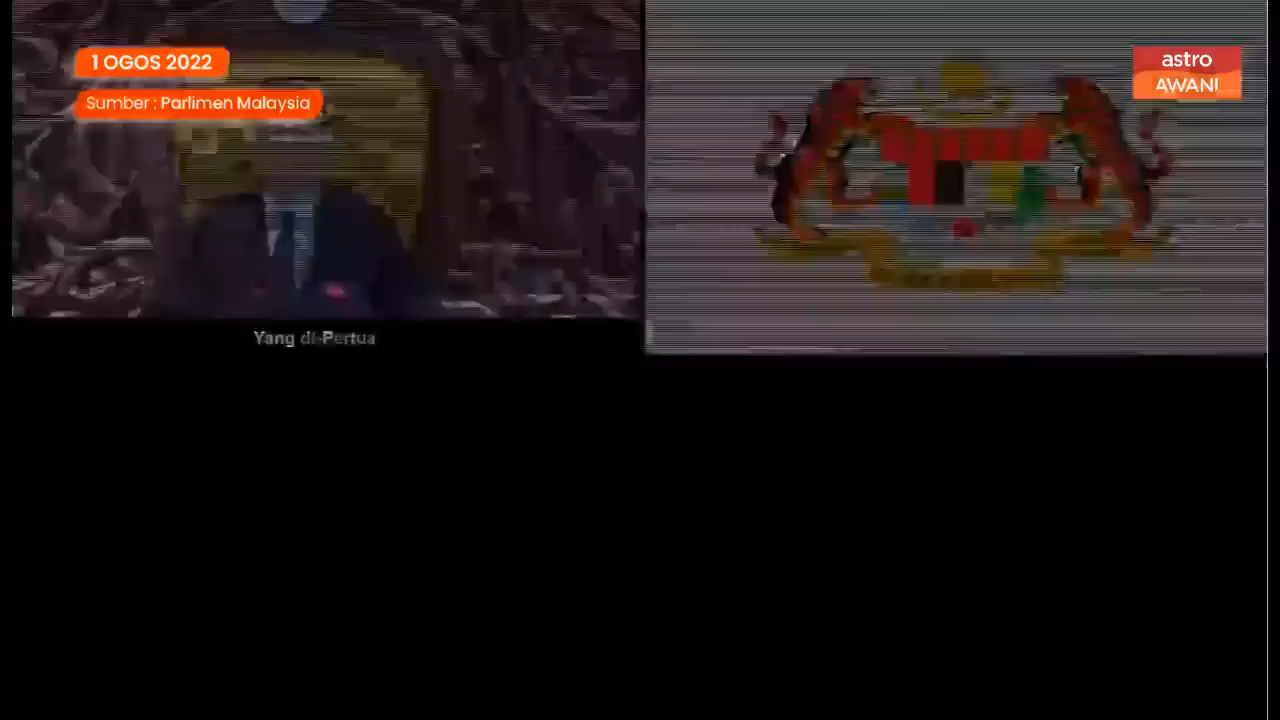 1 OGOS 2022
Sumber : Parlimen Malaysia
astro
AWANI
Yang di-Pertua